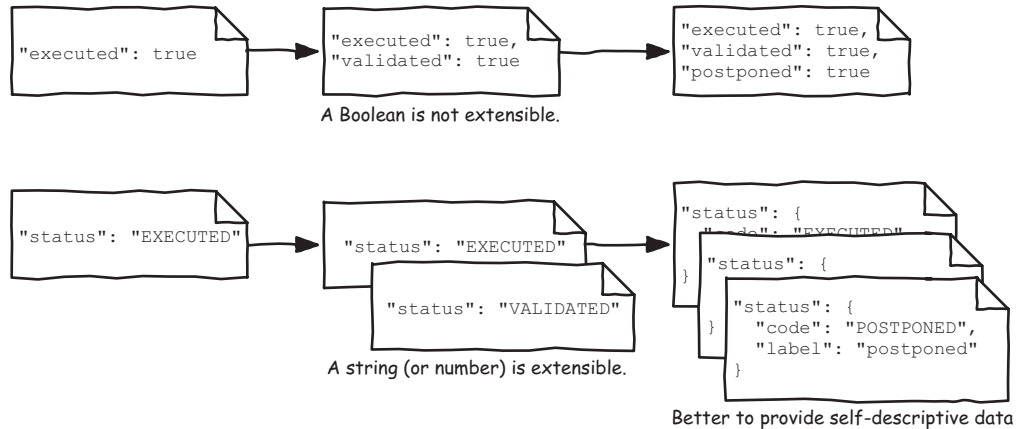 "executed": true
"executed": true,
"validated": true
"executed": true,
"validated": true,
"postponed": true
A Boolean is not extensible.
"status": "EXECUTED"
"status": "EXECUTED"
"status": "VALIDATED"
"status": {
"EXECUTED"
}
"status": {
}
"status": {
"code": "POSTPONED",
"label": "postponed"
}
A string (or number) is extensible.
Better to provide self-descriptive data